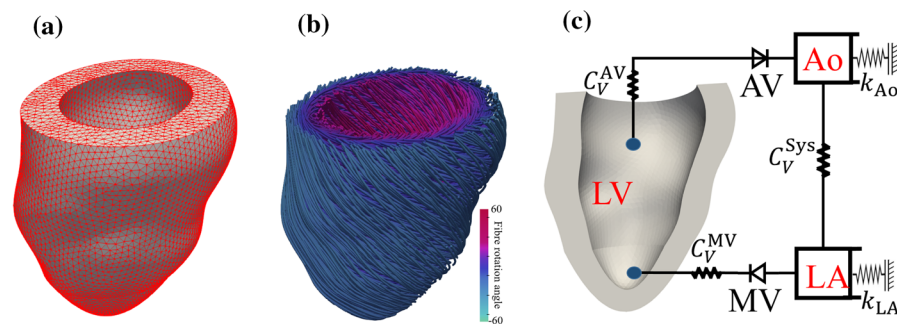 (a)
(b)
(c)
60
Fibre rotation angle
-60
C_V^AV
AV
Ao
k_Ao
C_V^Sys
LV
C_V^MV
MV
LA
k_LA